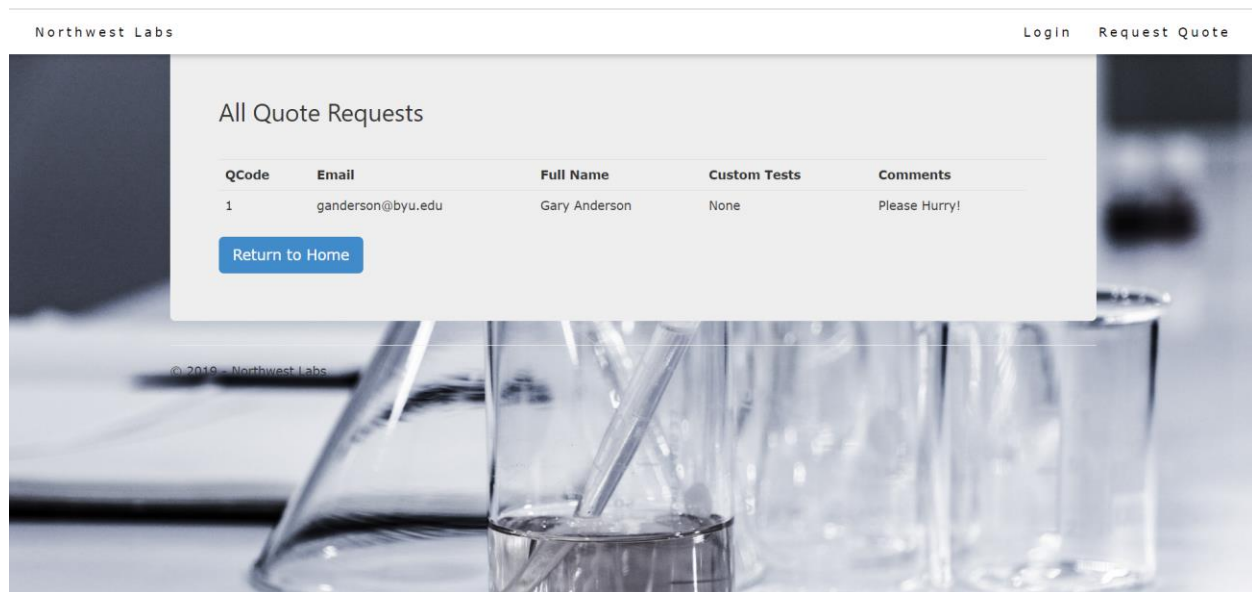 Northwest Labs Login Request Quote
All Quote Requests
QCode Email Full Name Custom Tests Comments
1 ganderson@byu.edu Gary Anderson None Please Hurry!
Return to Home
© 2019 - Northwest Labs